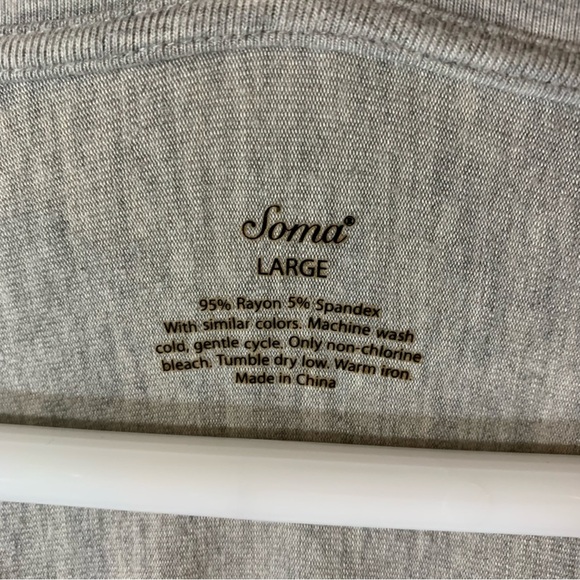 Soma®
LARGE
95% Rayon 5% Spandex
With similar colors. Machine wash
cold, gentle cycle. Only non-chlorine
bleach. Tumble dry low. Warm iron.
Made in China